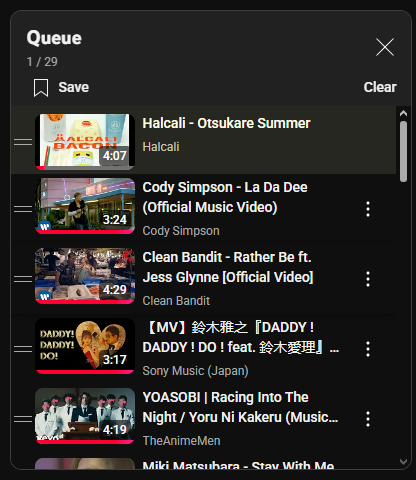 Queue
1 / 29
Save
Clear
HALCALI
BACON
4:07
Halcali - Otsukare Summer
Halcali
3:24
Cody Simpson - La Da Dee
(Official Music Video)
Cody Simpson
4:29
Clean Bandit - Rather Be ft.
Jess Glynne [Official Video]
Clean Bandit
DADDY!
DADDY!
DO!
3:17
【MV】鈴木雅之『DADDY !
DADDY ! DO ! feat. 鈴木愛理』...
Sony Music (Japan)
4:19
YOASOBI | Racing Into The
Night / Yoru Ni Kakeru (Music...
TheAnimeMen
Miki Matsubara - Stay With Me